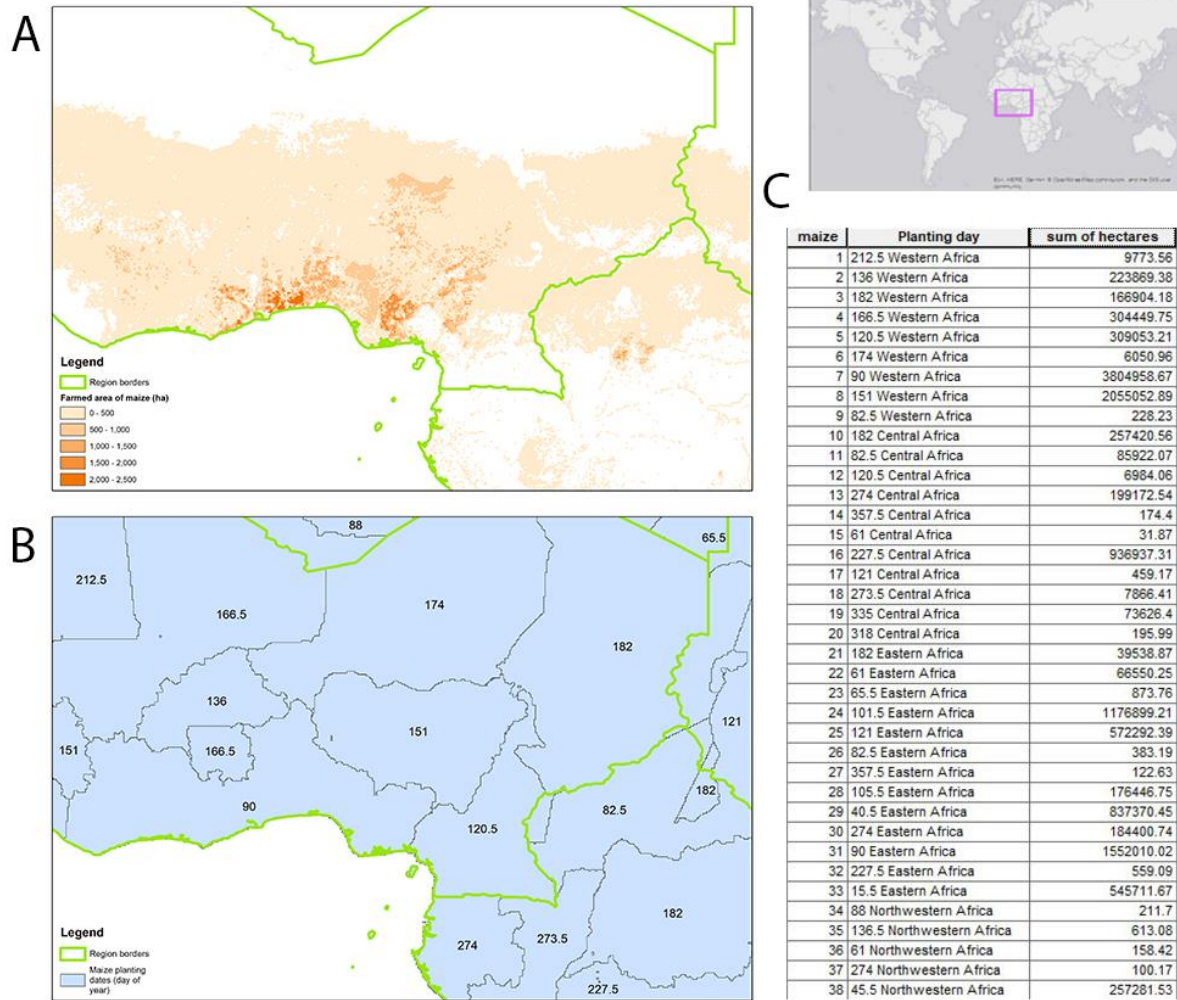 A
Legend
Region borders
Farmed area of maize (ha)
0 - 500
500 - 1,000
1,000 - 1,500
1,500 - 2,000
2,000 - 2,500
B
88
65.5
212.5
166.5
174
182
136
151
121
151
166.5
90
82.5
182
120.5
182
274
273.5
227.5
Legend
Region borders
Maize planting
dates (day of
year)
C
maize Planting day sum of hectares
1 212.5 Western Africa 9773.56
2 136 Western Africa 223869.38
3 182 Western Africa 166904.18
4 166.5 Western Africa 304449.75
5 120.5 Western Africa 309053.21
6 174 Western Africa 6050.96
7 90 Western Africa 3804958.67
8 151 Western Africa 2055052.89
9 82.5 Western Africa 228.23
10 182 Central Africa 257420.56
11 82.5 Central Africa 85922.07
12 120.5 Central Africa 6984.06
13 274 Central Africa 199172.54
14 357.5 Central Africa 174.4
15 61 Central Africa 31.87
16 227.5 Central Africa 936937.31
17 121 Central Africa 459.17
18 273.5 Central Africa 7866.41
19 335 Central Africa 73626.4
20 318 Central Africa 195.99
21 182 Eastern Africa 39538.87
22 61 Eastern Africa 66550.25
23 65.5 Eastern Africa 873.76
24 101.5 Eastern Africa 1176899.21
25 121 Eastern Africa 572292.39
26 82.5 Eastern Africa 383.19
27 357.5 Eastern Africa 122.63
28 105.5 Eastern Africa 176446.75
29 40.5 Eastern Africa 837370.45
30 274 Eastern Africa 184400.74
31 90 Eastern Africa 1552010.02
32 227.5 Eastern Africa 559.09
33 15.5 Eastern Africa 545711.67
34 88 Northwestern Africa 211.7
35 136.5 Northwestern Africa 613.08
36 61 Northwestern Africa 158.42
37 274 Northwestern Africa 100.17
38 45.5 Northwestern Africa 257281.53